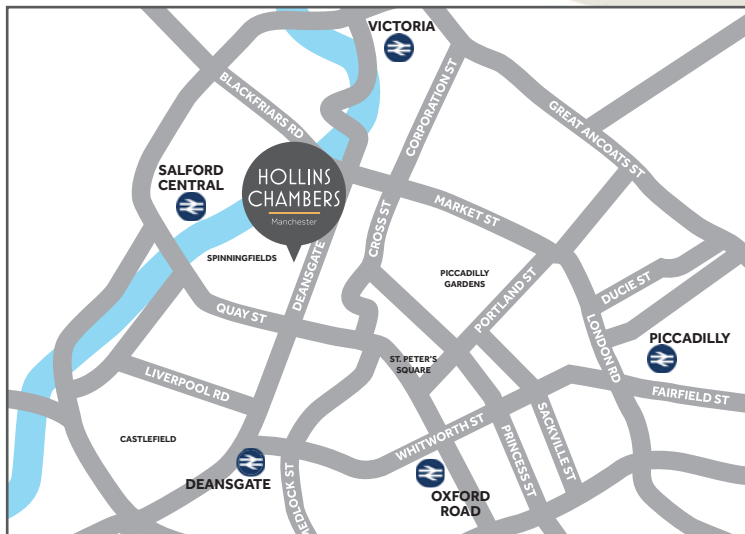 VICTORIA
BLACKFRIARS RD
CORPORATION ST
GREAT ANCOATS ST
SALFORD
CENTRAL
HOLLINS
CHAMBERS
Manchester
MARKET ST
CROSS ST
SPINNINGFIELDS
DEANSGATE
PICCADILLY
GARDENS
PORTLAND ST
DUCIE ST
QUAY ST
LONDON RD
PICCADILLY
ST. PETER'S
SQUARE
LIVERPOOL RD
FAIRFIELD ST
CASTLEFIELD
WHITWORTH ST
SACKVILLE ST
PRINCESS ST
DEANSGATE
MEDLOCK ST
OXFORD
ROAD